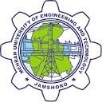 MEHRAN UNIVERSITY OF ENGINEERING AND TECHNOLOGY
JAMSHORO